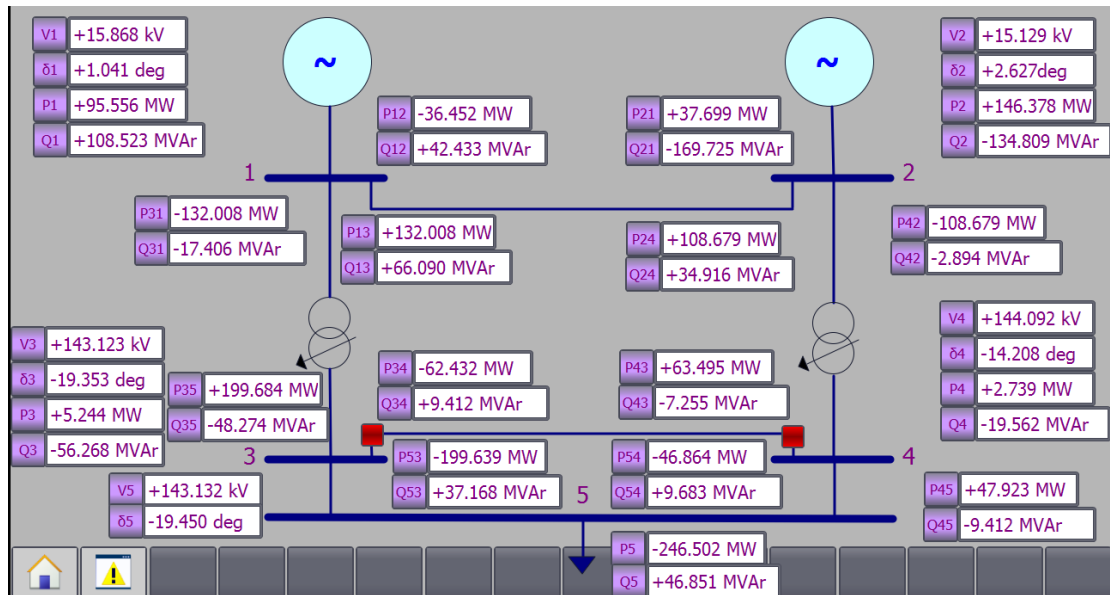 V1 +15.868 kV
δ1 +1.041 deg
P1 +95.556 MW
Q1 +108.523 MVAr
~
P12 -36.452 MW
Q12 +42.433 MVAr
~
P21 +37.699 MW
Q21 -169.725 MVAr
V2 +15.129 kV
δ2 +2.627deg
P2 +146.378 MW
Q2 -134.809 MVAr
1
2
P31 -132.008 MW
Q31 -17.406 MVAr
P13 +132.008 MW
Q13 +66.090 MVAr
P24 +108.679 MW
Q24 +34.916 MVAr
P42 -108.679 MW
Q42 -2.894 MVAr
V3 +143.123 kV
δ3 -19.353 deg
P3 +5.244 MW
Q3 -56.268 MVAr
P35 +199.684 MW
Q35 -48.274 MVAr
P34 -62.432 MW
Q34 +9.412 MVAr
P43 +63.495 MW
Q43 -7.255 MVAr
V4 +144.092 kV
δ4 -14.208 deg
P4 +2.739 MW
Q4 -19.562 MVAr
3
4
P53 -199.639 MW
Q53 +37.168 MVAr
P54 -46.864 MW
Q54 +9.683 MVAr
V5 +143.132 kV
δ5 -19.450 deg
5
P45 +47.923 MW
Q45 -9.412 MVAr
P5 -246.502 MW
Q5 +46.851 MVAr
!